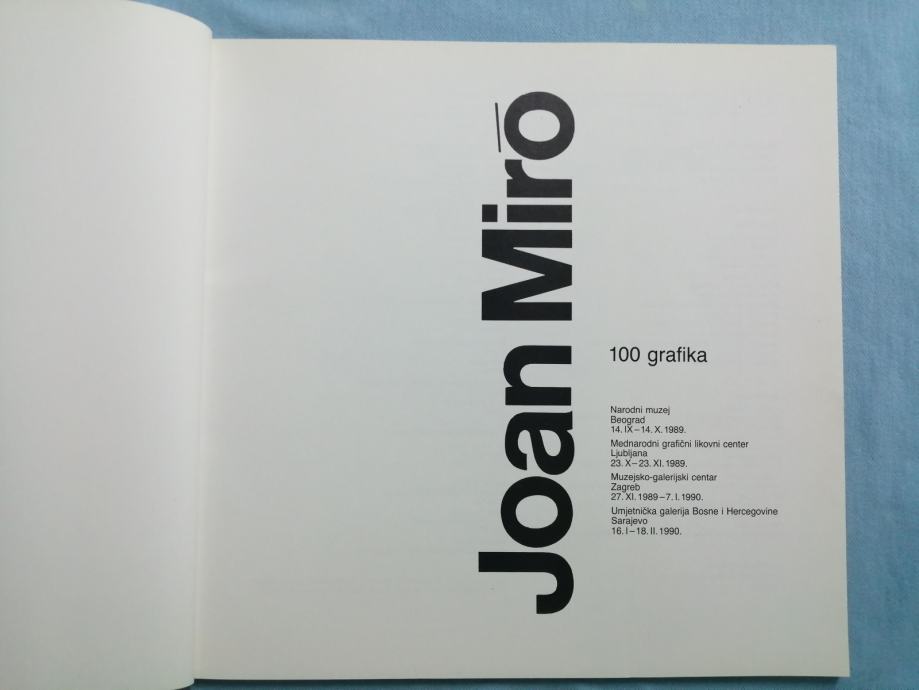 Joan Miró
100 grafika
Narodni muzej
Beograd
14. IX – 14. X. 1989.
Mednarodni grafični likovni center
Ljubljana
23. X – 23. XI. 1989.
Muzejsko-galerijski centar
Zagreb
27. XI. 1989 – 7. I. 1990.
Umjetnička galerija Bosne i Hercegovine
Sarajevo
16. I – 18. II. 1990.